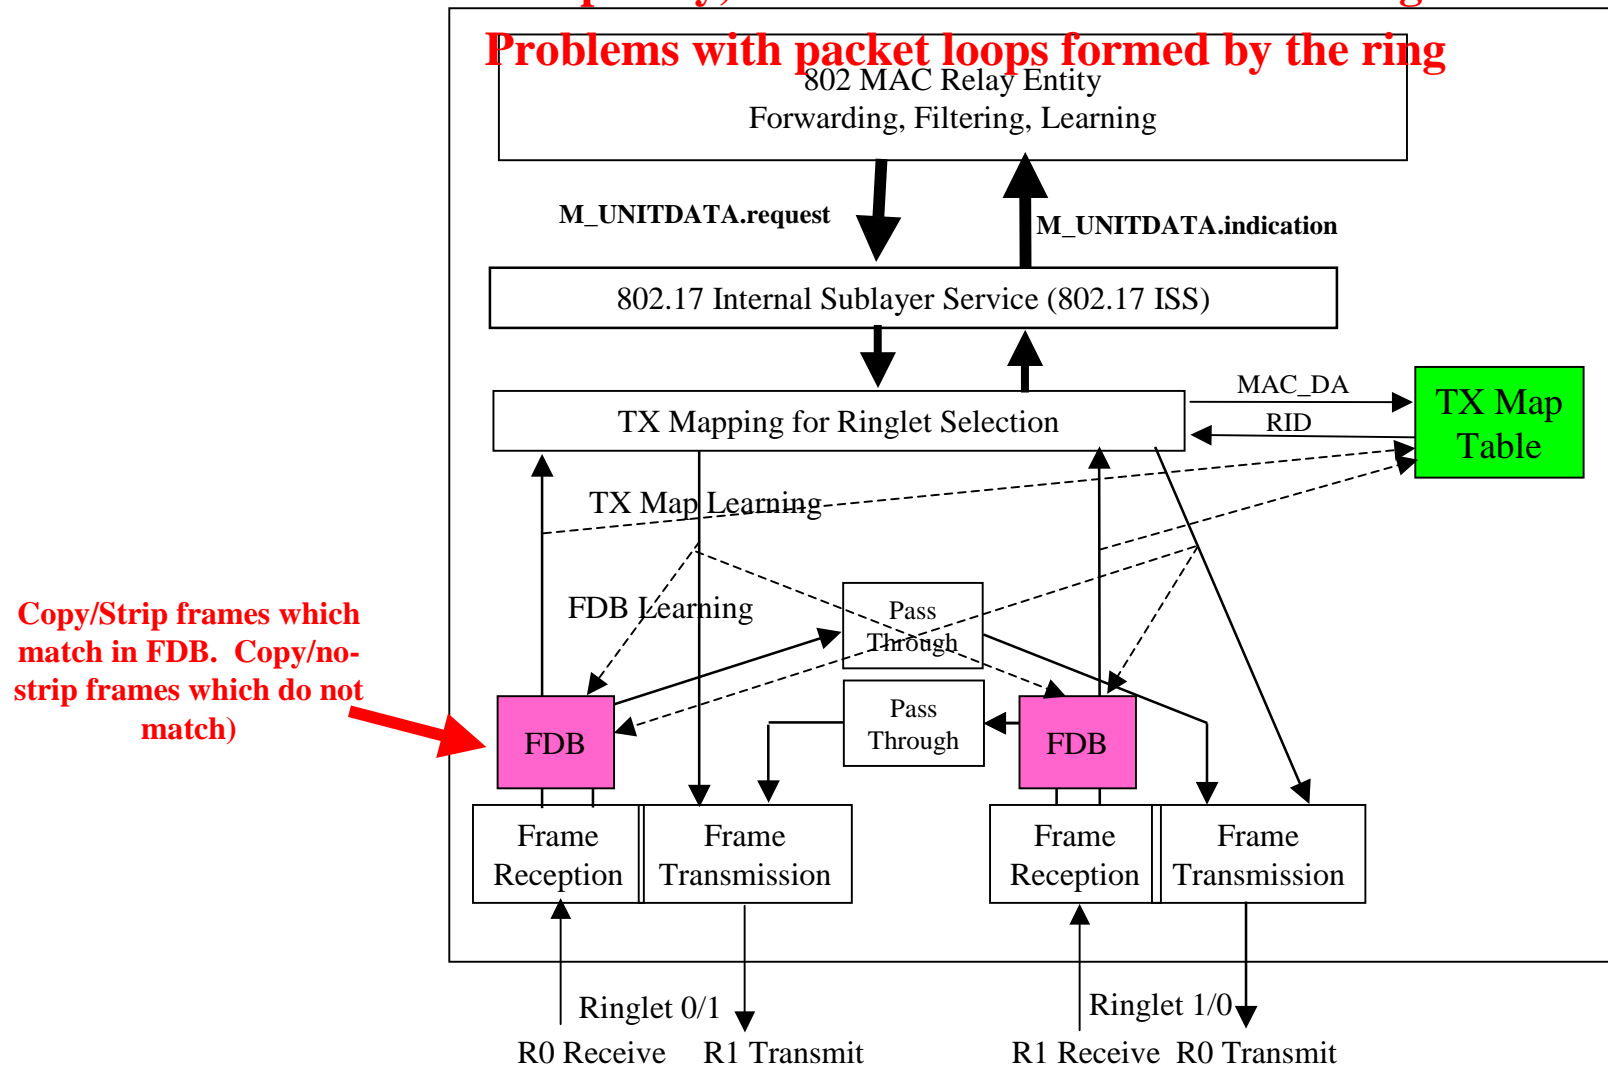 Problems with packet loops formed by the ring
802 MAC Relay Entity
Forwarding, Filtering, Learning
M_UNITDATA.request
M_UNITDATA.indication
802.17 Internal Sublayer Service (802.17 ISS)
TX Mapping for Ringlet Selection
MAC_DA
RID
TX Map
Table
TX Map Learning
FDB Learning
Pass
Through
Copy/Strip frames which
match in FDB.  Copy/no-
strip frames which do not
match)
Pass
Through
FDB
FDB
Frame
Reception
Frame
Transmission
Frame
Reception
Frame
Transmission
Ringlet 0/1
Ringlet 1/0
R0 Receive
R1 Transmit
R1 Receive
R0 Transmit